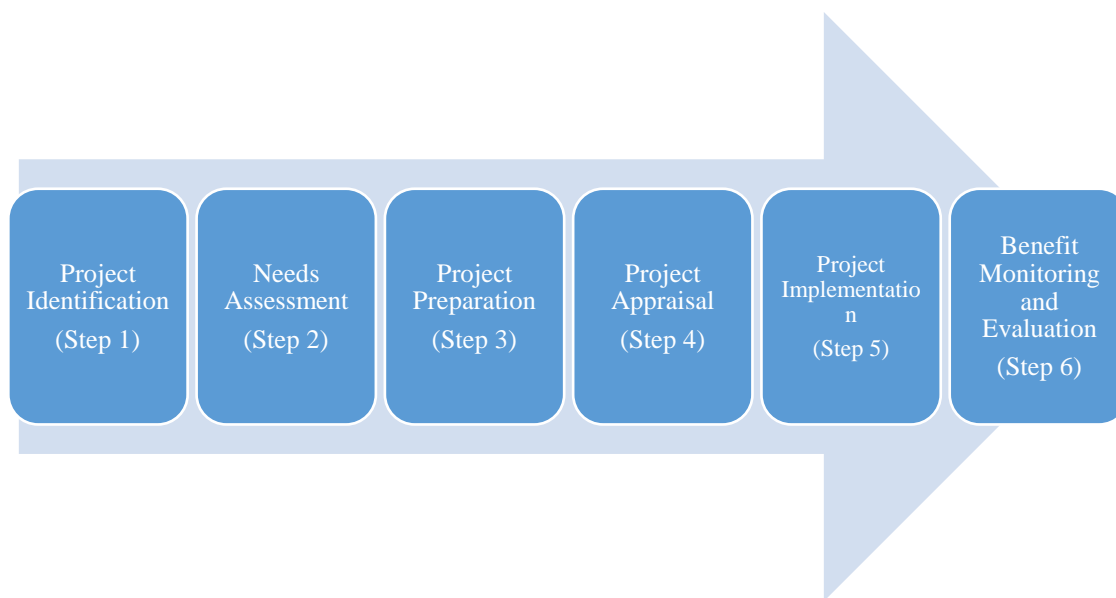 Project
Identification
(Step 1)
Needs
Assessment
(Step 2)
Project
Preparation
(Step 3)
Project
Appraisal
(Step 4)
Project
Implementatio
n
(Step 5)
Benefit
Monitoring
and
Evaluation
(Step 6)